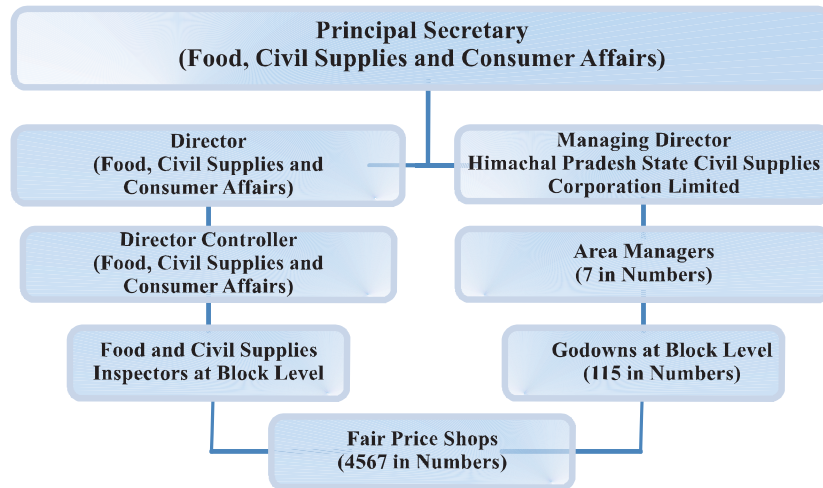 Principal Secretary
(Food, Civil Supplies and Consumer Affairs)
Director
(Food, Civil Supplies and
Consumer Affairs)
Managing Director
Himachal Pradesh State Civil Supplies
Corporation Limited
Director Controller
(Food, Civil Supplies and
Consumer Affairs)
Area Managers
(7 in Numbers)
Food and Civil Supplies
Inspectors at Block Level
Godowns at Block Level
(115 in Numbers)
Fair Price Shops
(4567 in Numbers)